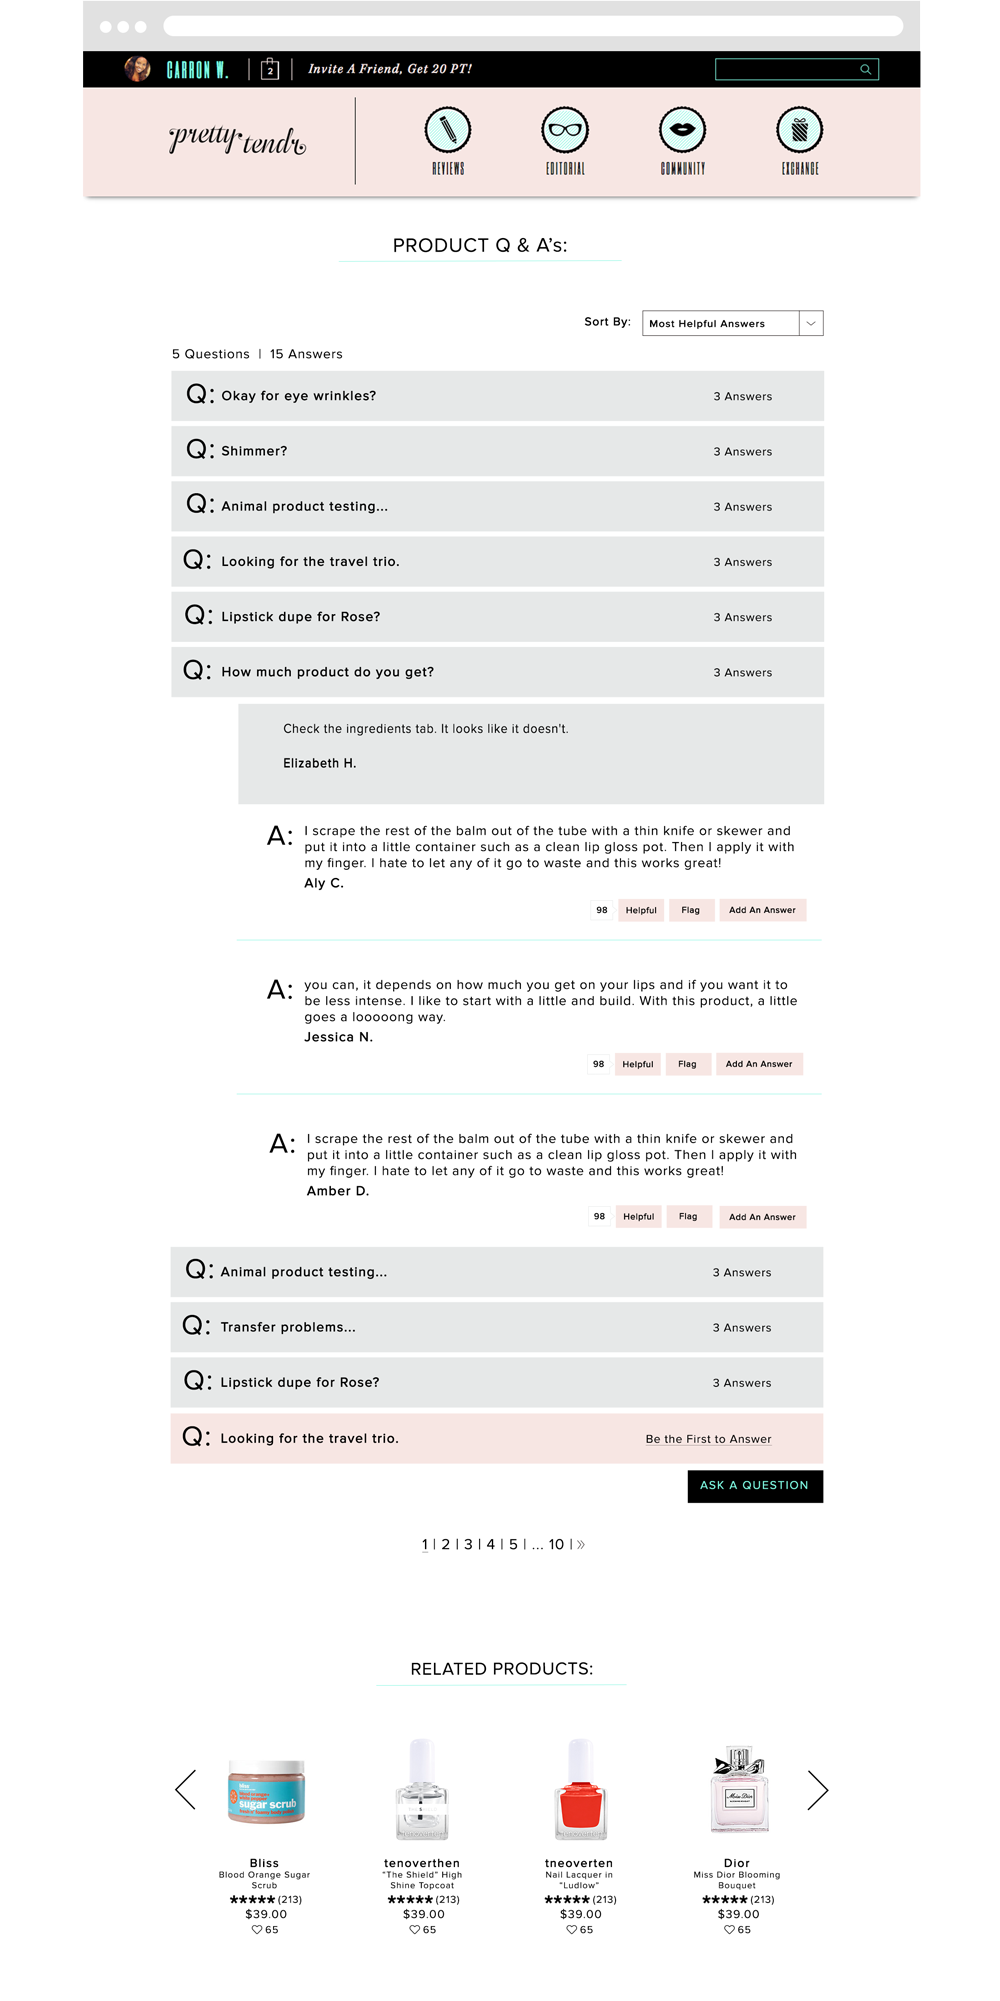 CARRON W.
2
Invite A Friend, Get 20 PT!
pretty tendr
REVIEWS
EDITORIAL
COMMUNITY
EXCHANGE
PRODUCT Q & A's:
Sort By:
Most Helpful Answers
5 Questions | 15 Answers
Q: Okay for eye wrinkles? 3 Answers
Q: Shimmer? 3 Answers
Q: Animal product testing... 3 Answers
Q: Looking for the travel trio. 3 Answers
Q: Lipstick dupe for Rose? 3 Answers
Q: How much product do you get? 3 Answers
Check the ingredients tab. It looks like it doesn't.
Elizabeth H.
A: I scrape the rest of the balm out of the tube with a thin knife or skewer and
put it into a little container such as a clean lip gloss pot. Then I apply it with
my finger. I hate to let any of it go to waste and this works great!
Aly C.
98 Helpful Flag Add An Answer
A: you can, it depends on how much you get on your lips and if you want it to
be less intense. I like to start with a little and build. With this product, a little
goes a looooong way.
Jessica N.
98 Helpful Flag Add An Answer
A: I scrape the rest of the balm out of the tube with a thin knife or skewer and
put it into a little container such as a clean lip gloss pot. Then I apply it with
my finger. I hate to let any of it go to waste and this works great!
Amber D.
98 Helpful Flag Add An Answer
Q: Animal product testing... 3 Answers
Q: Transfer problems... 3 Answers
Q: Lipstick dupe for Rose? 3 Answers
Q: Looking for the travel trio. Be the First to Answer
ASK A QUESTION
1 | 2 | 3 | 4 | 5 | ... 10 | »
RELATED PRODUCTS:
bliss
sugar scrub
tenoverten
tenoverten
Miss Dior
Bliss
Blood Orange Sugar
Scrub
★★★★★ (213)
$39.00
♡ 65
tenoverthen
"The Shield" High
Shine Topcoat
★★★★★ (213)
$39.00
♡ 65
tneoverten
Nail Lacquer in
"Ludlow"
★★★★★ (213)
$39.00
♡ 65
Dior
Miss Dior Blooming
Bouquet
★★★★★ (213)
$39.00
♡ 65